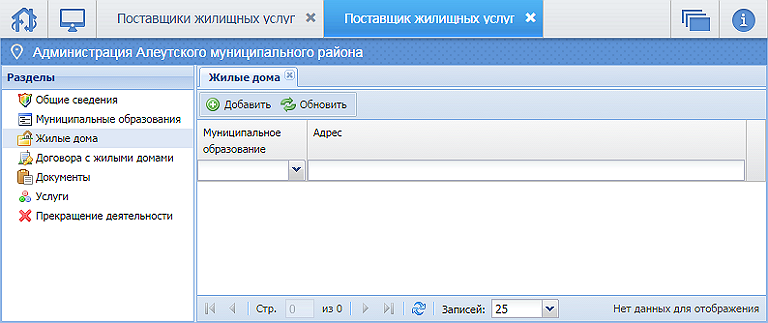 Поставщики жилищных услуг
Поставщик жилищных услуг
Администрация Алеутского муниципального района
Разделы
Общие сведения
Муниципальные образования
Жилые дома
Договора с жилыми домами
Документы
Услуги
Прекращение деятельности
Жилые дома
Добавить Обновить
Муниципальное
образование
Адрес
Стр. 0 из 0 Записей: 25 Нет данных для отображения